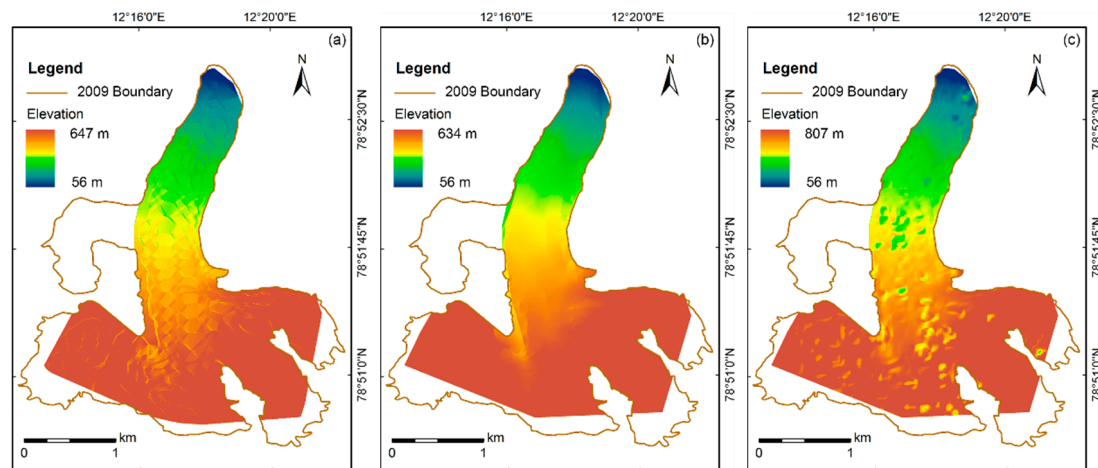 12°16'0"E 12°20'0"E
(a)
Legend
N
2009 Boundary
Elevation
647 m
56 m
78°52'30"N
78°51'45"N
78°51'0"N
km
0 1
12°16'0"E 12°20'0"E
(b)
Legend
N
2009 Boundary
Elevation
634 m
56 m
78°52'30"N
78°51'45"N
78°51'0"N
km
0 1
12°16'0"E 12°20'0"E
(c)
Legend
N
2009 Boundary
Elevation
807 m
56 m
78°52'30"N
78°51'45"N
78°51'0"N
km
0 1